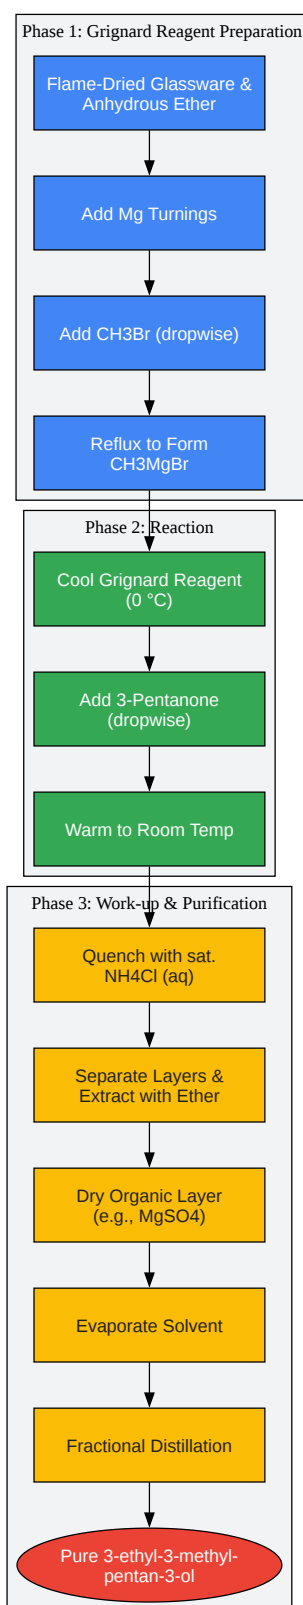 Phase 1: Grignard Reagent Preparation
Flame-Dried Glassware &
Anhydrous Ether
Add Mg Turnings
Add CH3Br (dropwise)
Reflux to Form
CH3MgBr
Phase 2: Reaction
Cool Grignard Reagent
(0 °C)
Add 3-Pentanone
(dropwise)
Warm to Room Temp
Phase 3: Work-up & Purification
Quench with sat.
NH4Cl (aq)
Separate Layers &
Extract with Ether
Dry Organic Layer
(e.g., MgSO4)
Evaporate Solvent
Fractional Distillation
Pure 3-ethyl-3-methyl-
pentan-3-ol